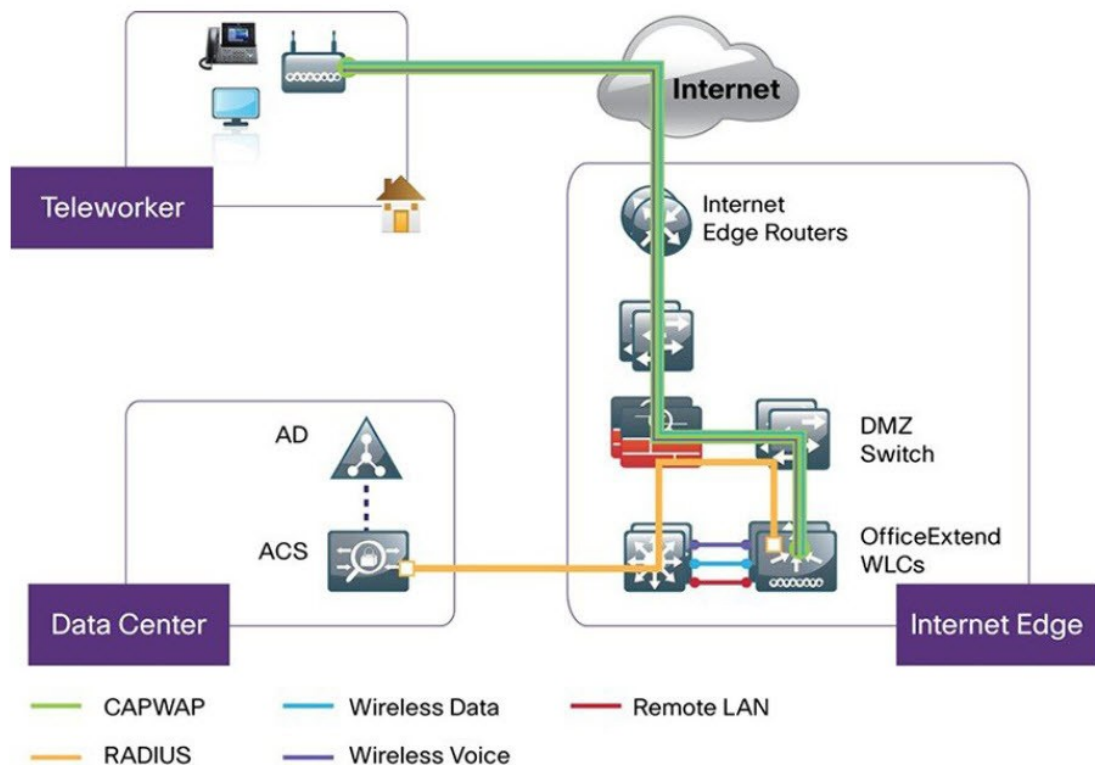 Internet
Teleworker
Internet
Edge Routers
AD
DMZ
Switch
ACS
OfficeExtend
WLCs
Data Center
Internet Edge
CAPWAP
Wireless Data
Remote LAN
RADIUS
Wireless Voice